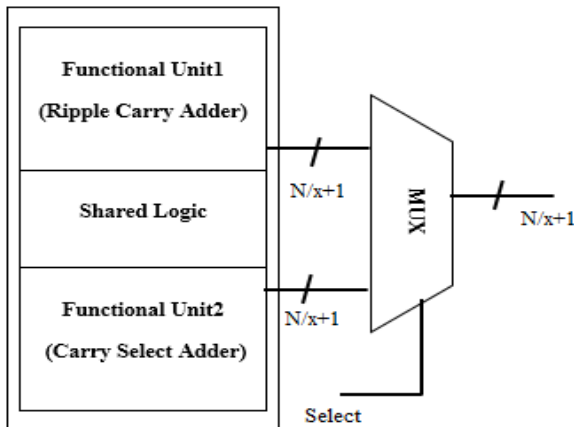 Functional Unit1
(Ripple Carry Adder)
N/x+1
Shared Logic
MUX
N/x+1
Functional Unit2
(Carry Select Adder)
N/x+1
Select